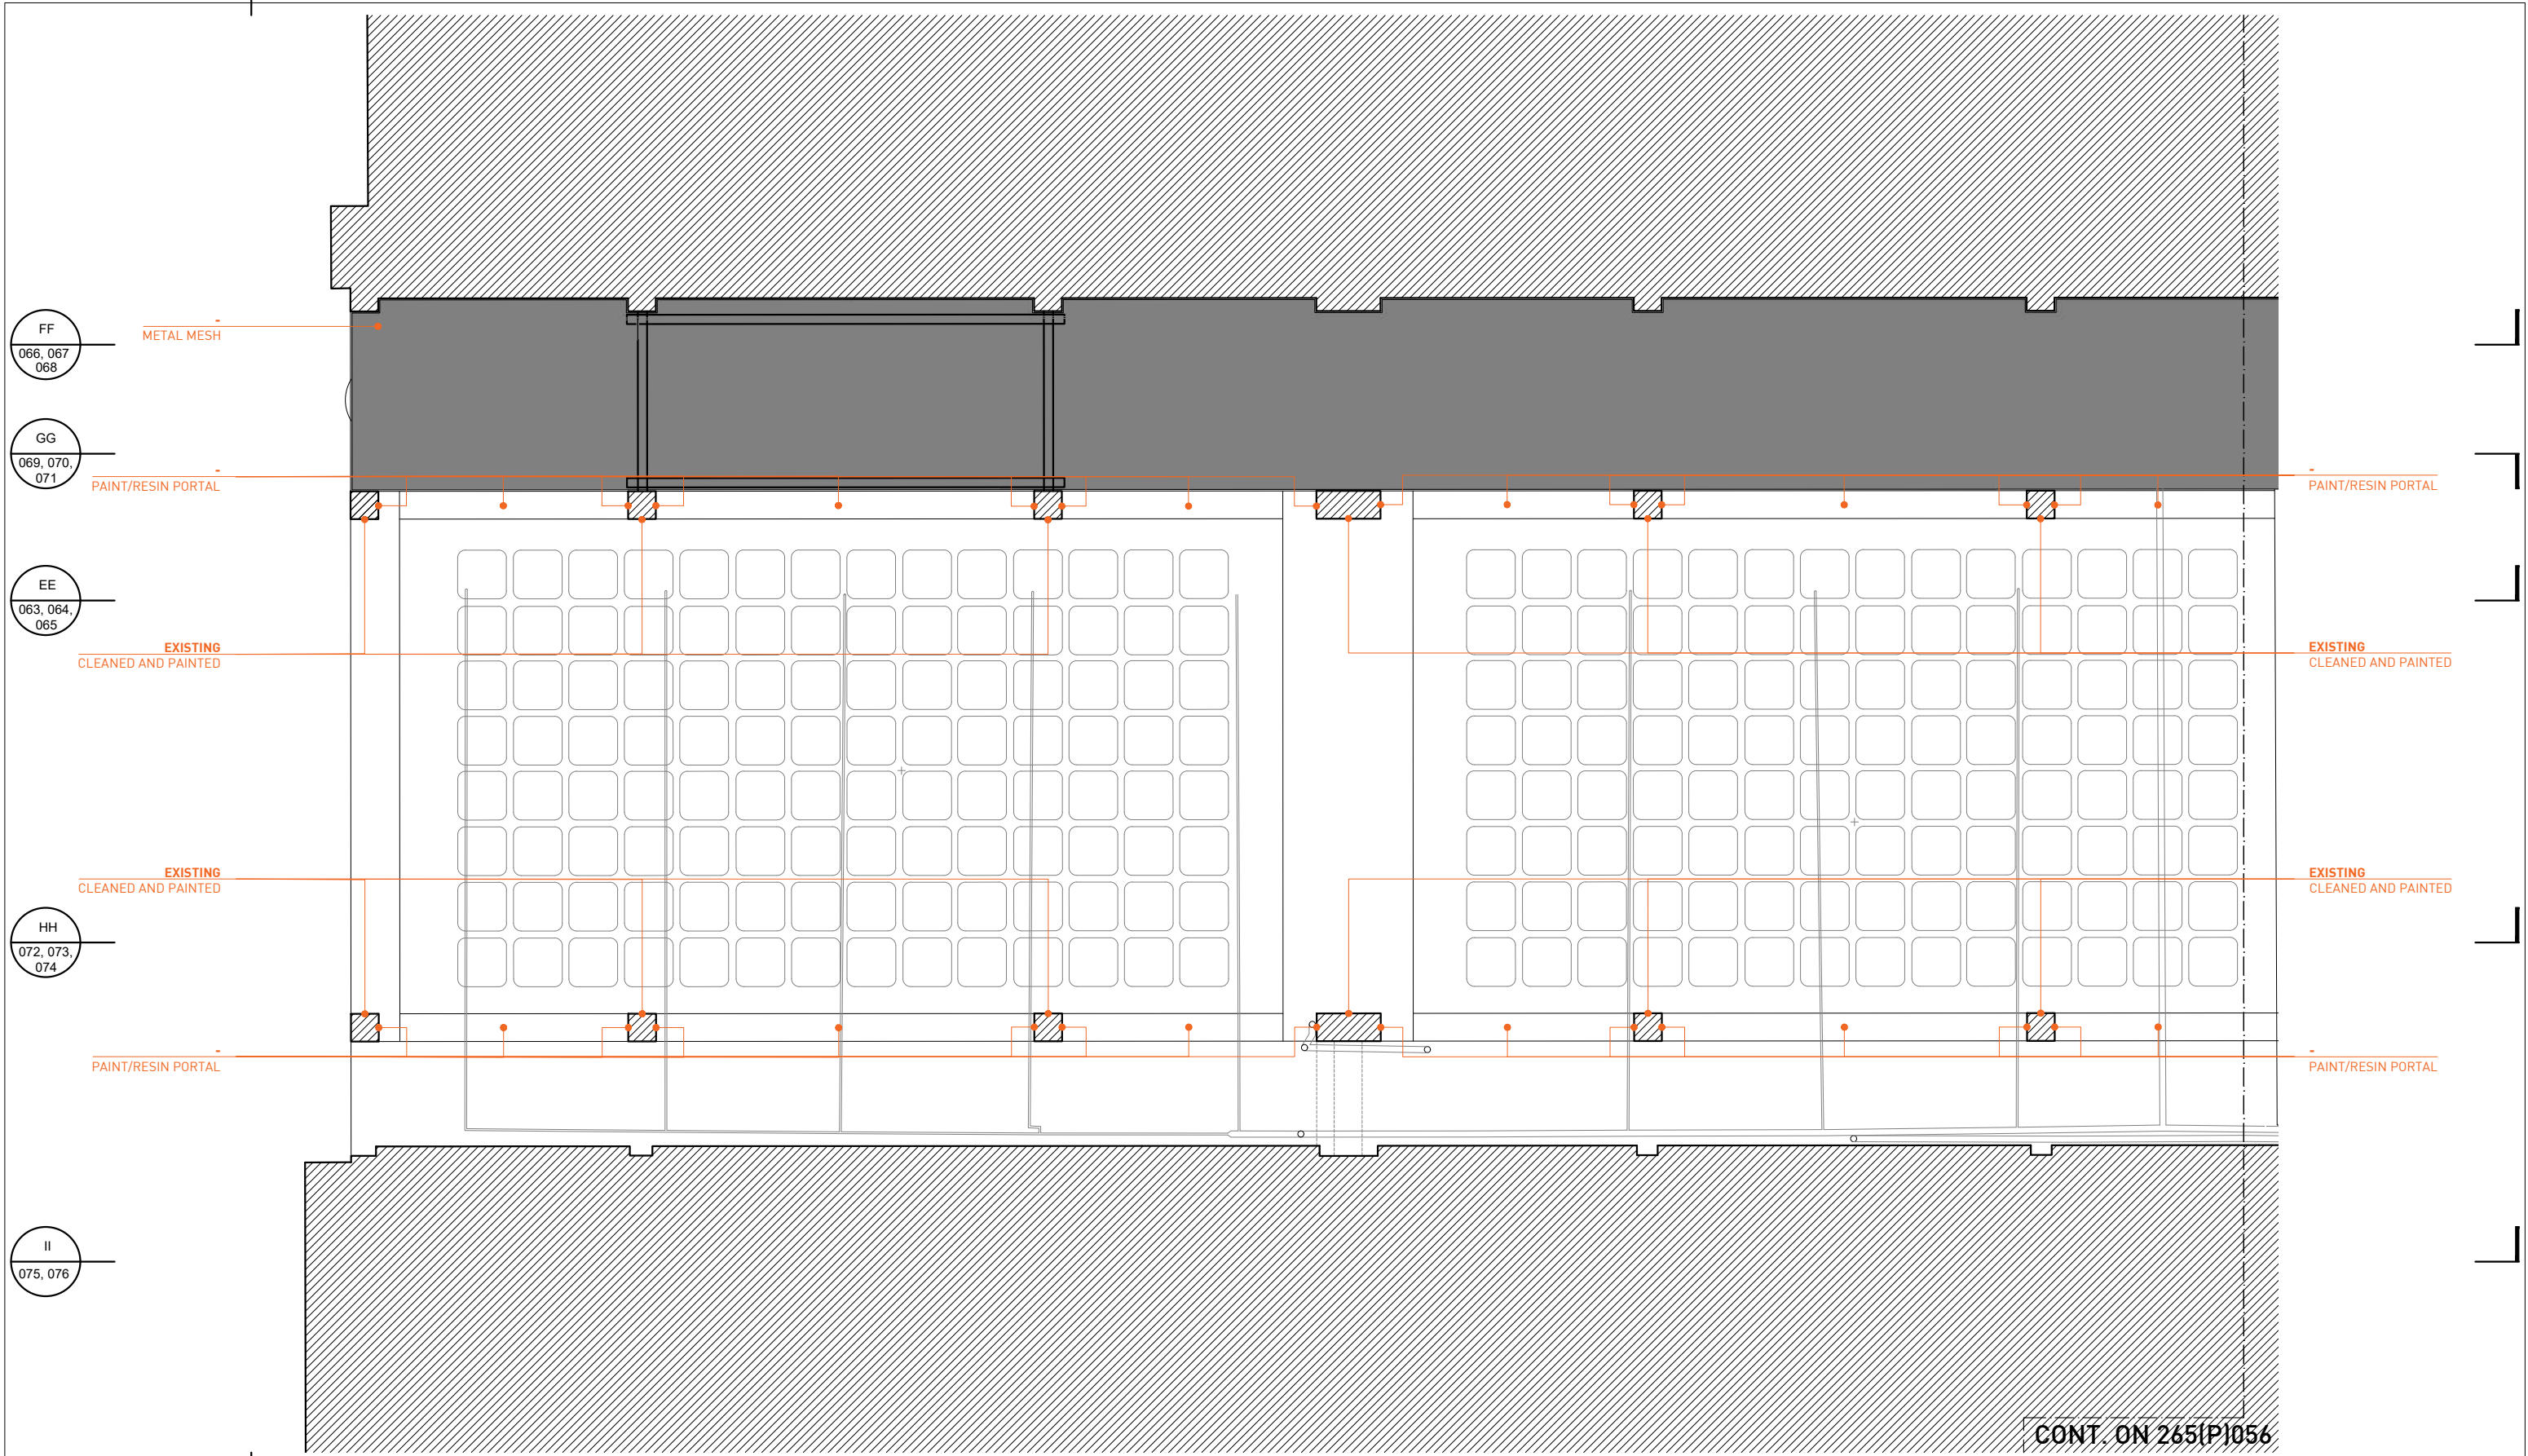 FF
066, 067
068
-
METAL MESH
GG
069, 070,
071
-
PAINT/RESIN PORTAL
-
PAINT/RESIN PORTAL
EE
063, 064,
065
EXISTING
CLEANED AND PAINTED
EXISTING
CLEANED AND PAINTED
EXISTING
CLEANED AND PAINTED
EXISTING
CLEANED AND PAINTED
HH
072, 073,
074
-
PAINT/RESIN PORTAL
-
PAINT/RESIN PORTAL
II
075, 076
CONT. ON 265(P)056